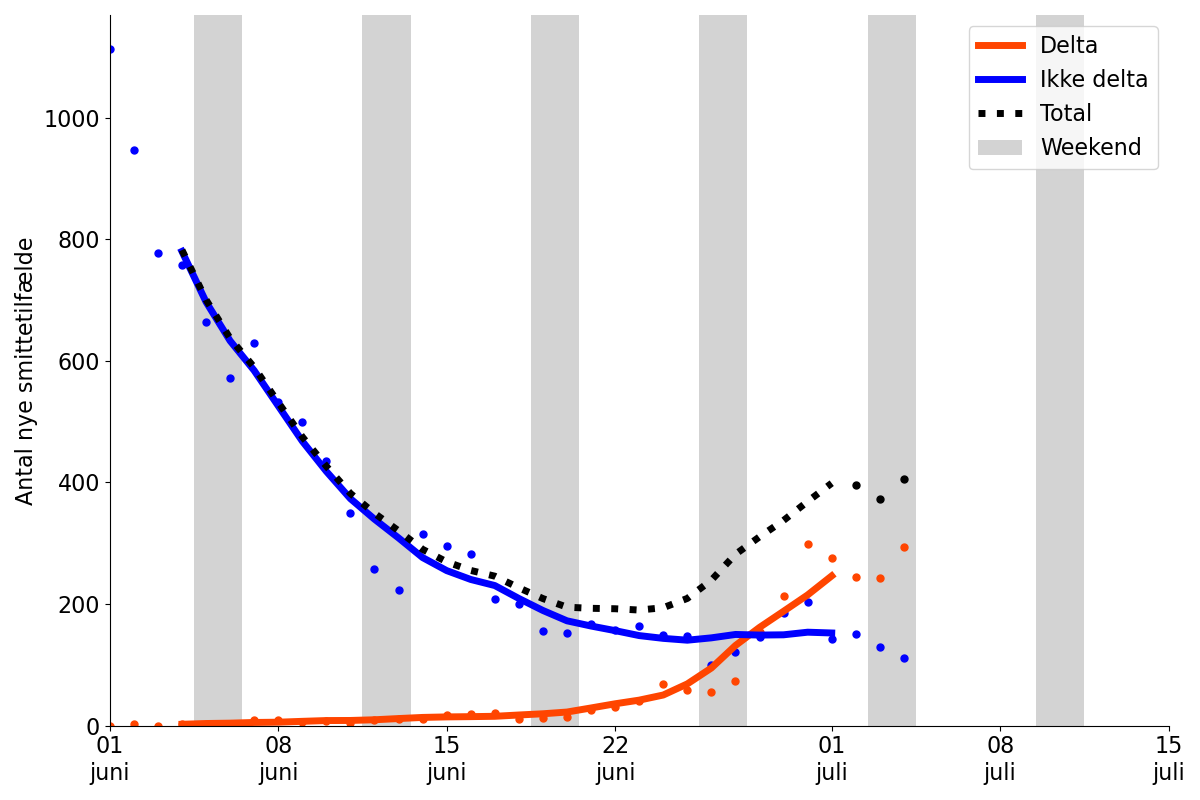 Antal nye smittetilfælde
1000
800
600
400
200
0
01
juni
08
juni
15
juni
22
juni
01
juli
08
juli
15
juli
Delta
Ikke delta
Total
Weekend